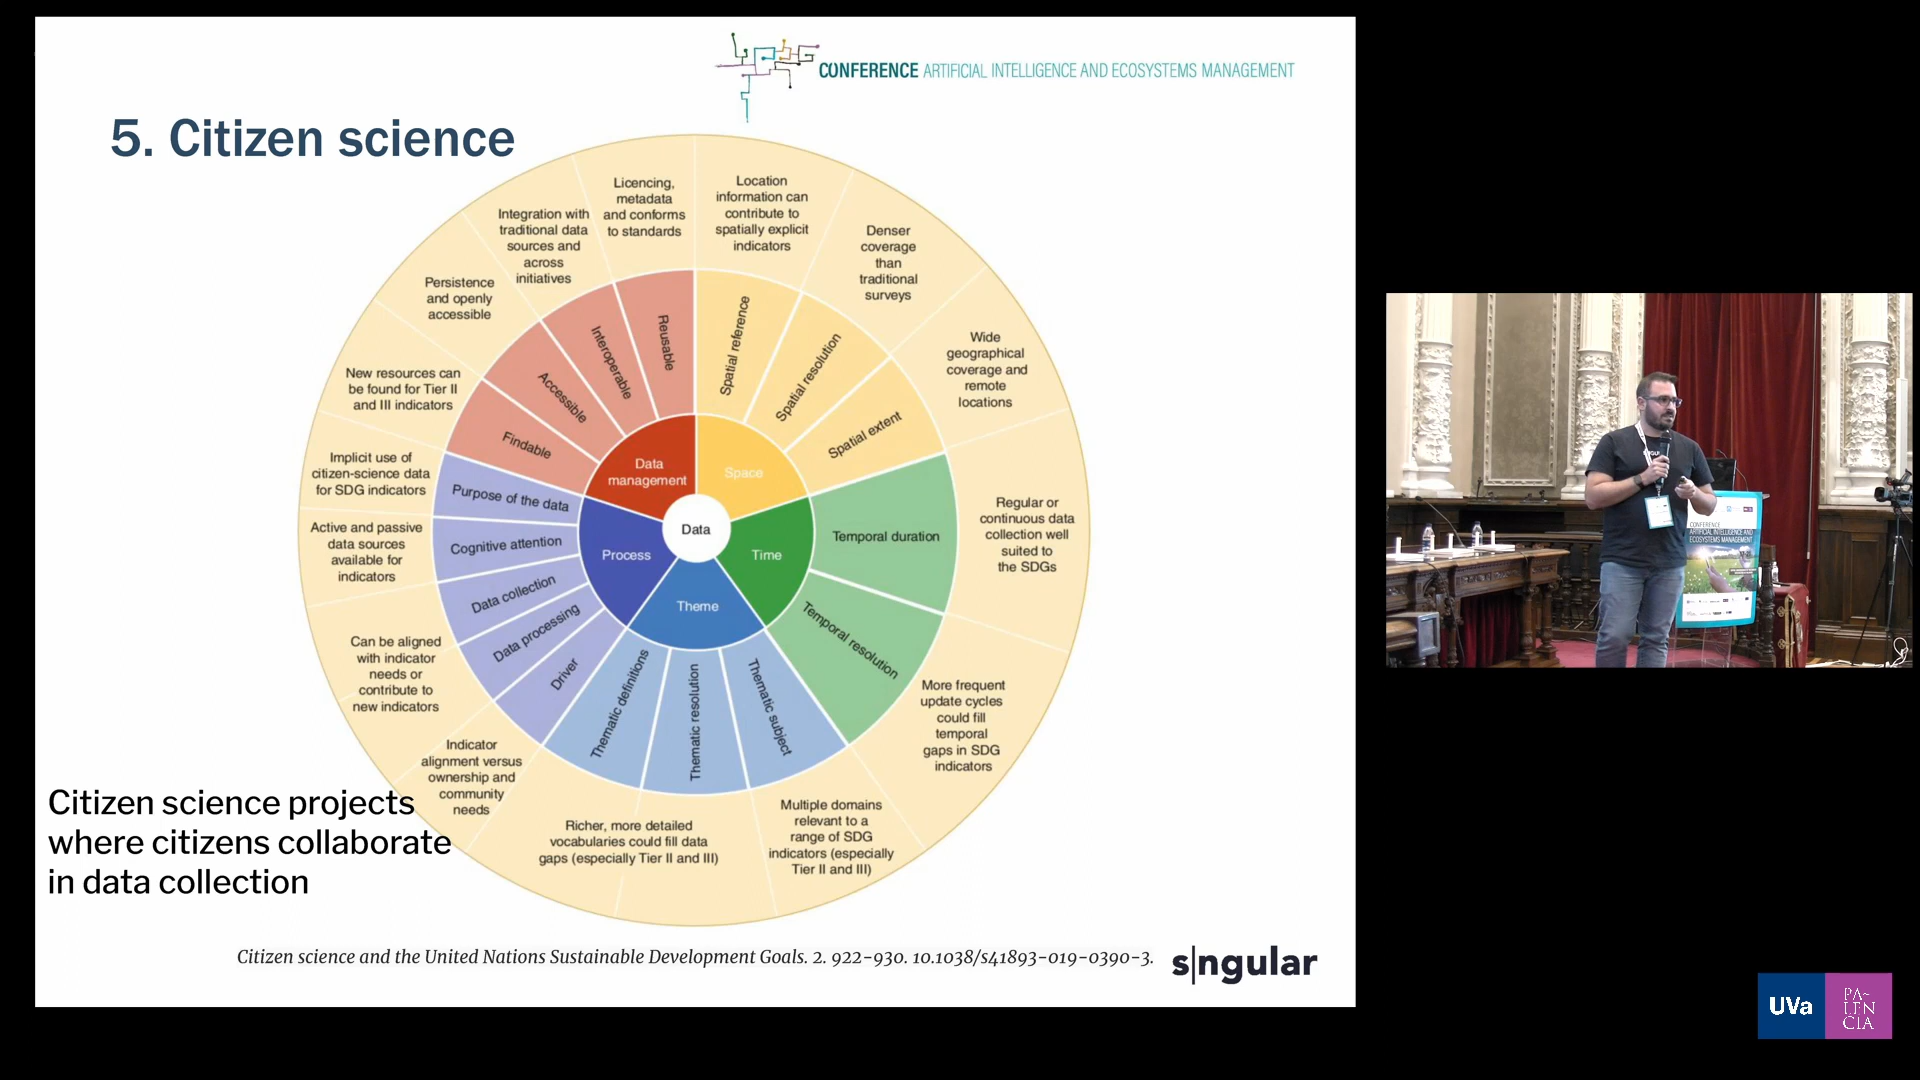 CONFERENCE ARTIFICIAL INTELLIGENCE AND ECOSYSTEMS MANAGEMENT
5. Citizen science
Licencing,
metadata
and conforms
to standards
Location
information can
contribute to
spatially explicit
indicators
Denser
coverage
than
traditional
surveys
Wide
geographical
coverage and
remote
locations
Regular or
continuous data
collection well
suited to
the SDGs
More frequent
update cycles
could fill
temporal
gaps in SDG
indicators
Multiple domains
relevant to a
range of SDG
indicators (especially
Tier II and III)
Richer, more detailed
vocabularies could fill data
gaps (especially Tier II and III)
Indicator
alignment versus
ownership and
community
needs
Can be aligned
with indicator
needs or
contribute to
new indicators
Active and passive
data sources
available for
indicators
Implicit use of
citizen-science data
for SDG indicators
New resources can
be found for Tier II
and III indicators
Persistence
and openly
accessible
Integration with
traditional data
sources and
across
initiatives
Reusable
Spatial reference
Spatial resolution
Spatial extent
Temporal duration
Temporal resolution
Thematic subject
Thematic resolution
Thematic definitions
Driver
Data processing
Data collection
Cognitive attention
Purpose of the data
Findable
Accessible
Interoperable
Data
management
Space
Time
Theme
Process
Data
Citizen science projects
where citizens collaborate
in data collection
Citizen science and the United Nations Sustainable Development Goals. 2. 922-930. 10.1038/s41893-019-0390-3.
s|ngular
CONFERENCE
ARTIFICIAL INTELLIGENCE AND
ECOSYSTEMS MANAGEMENT
UVa
PA~
LEN
CIA